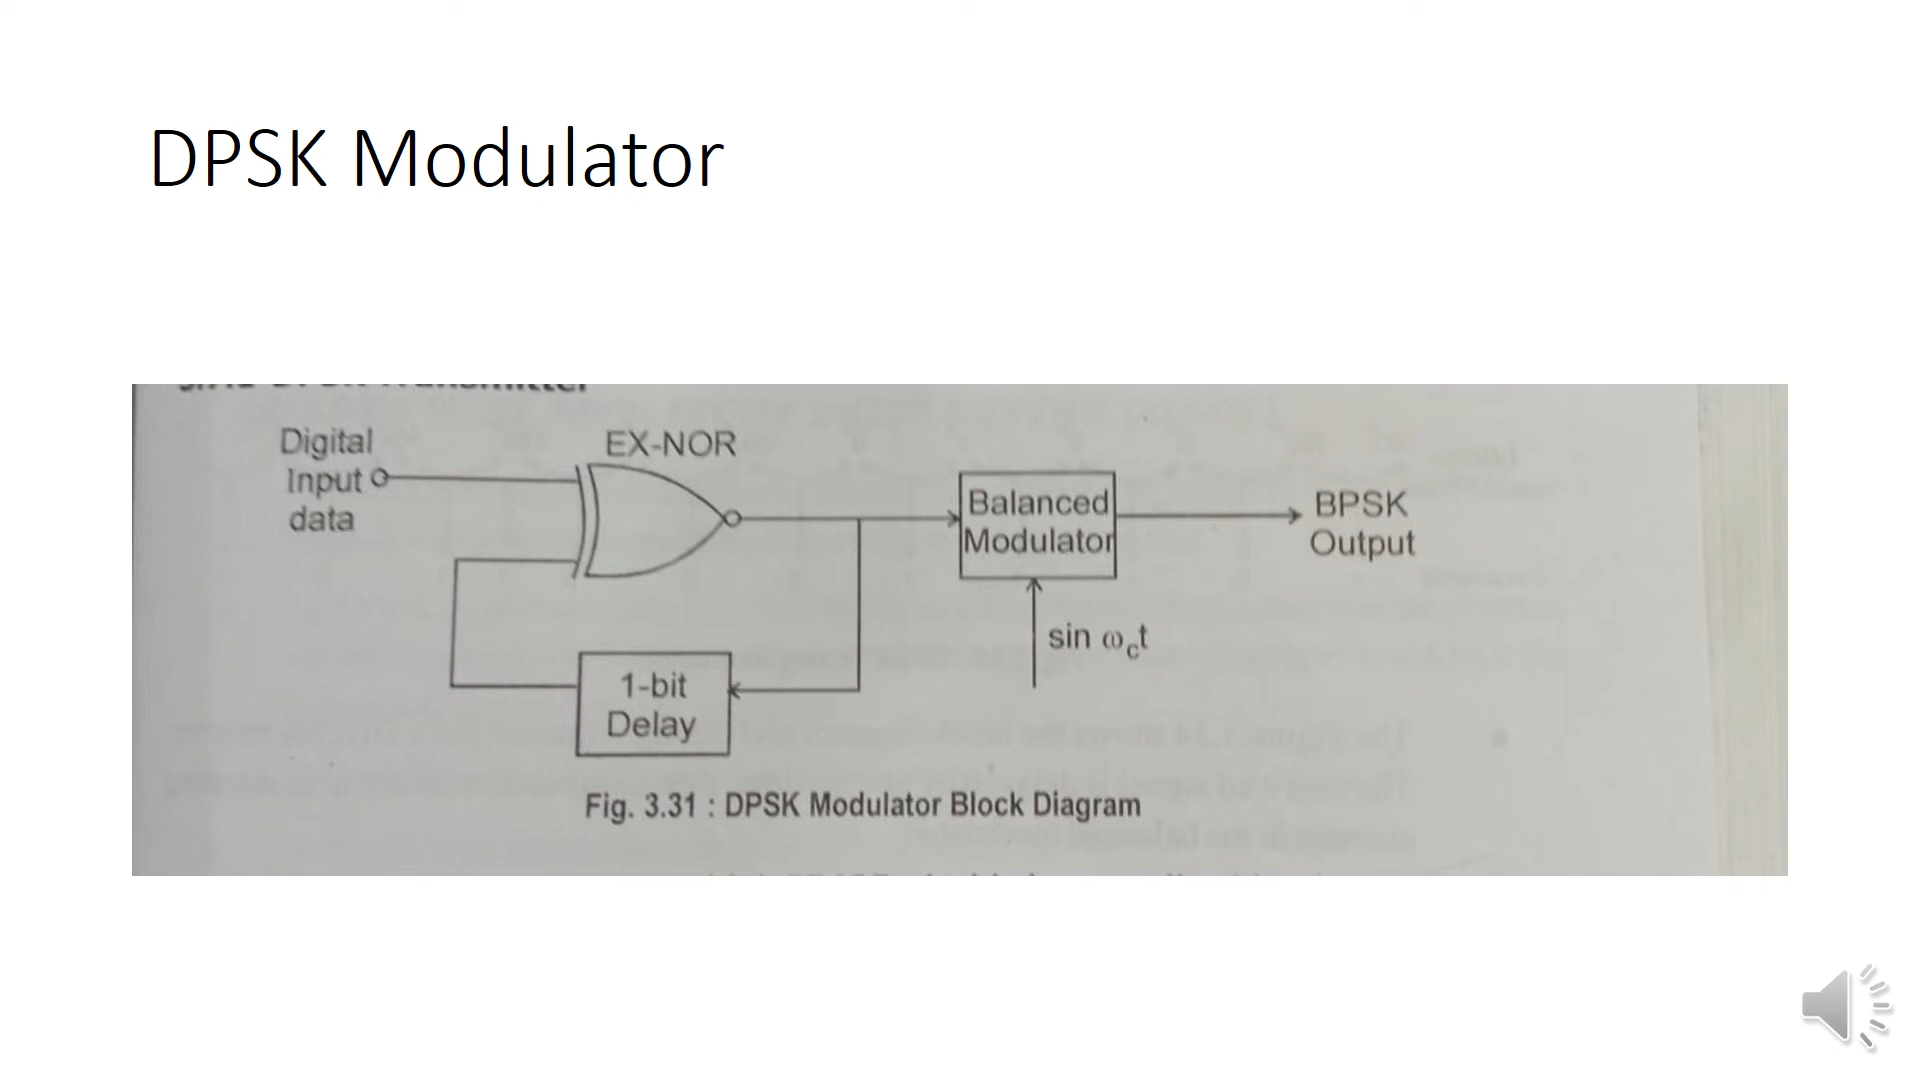 DPSK Modulator
Digital
Input
data
EX-NOR
Balanced
Modulator
BPSK
Output
sin ω_ct
1-bit
Delay
Fig. 3.31 : DPSK Modulator Block Diagram